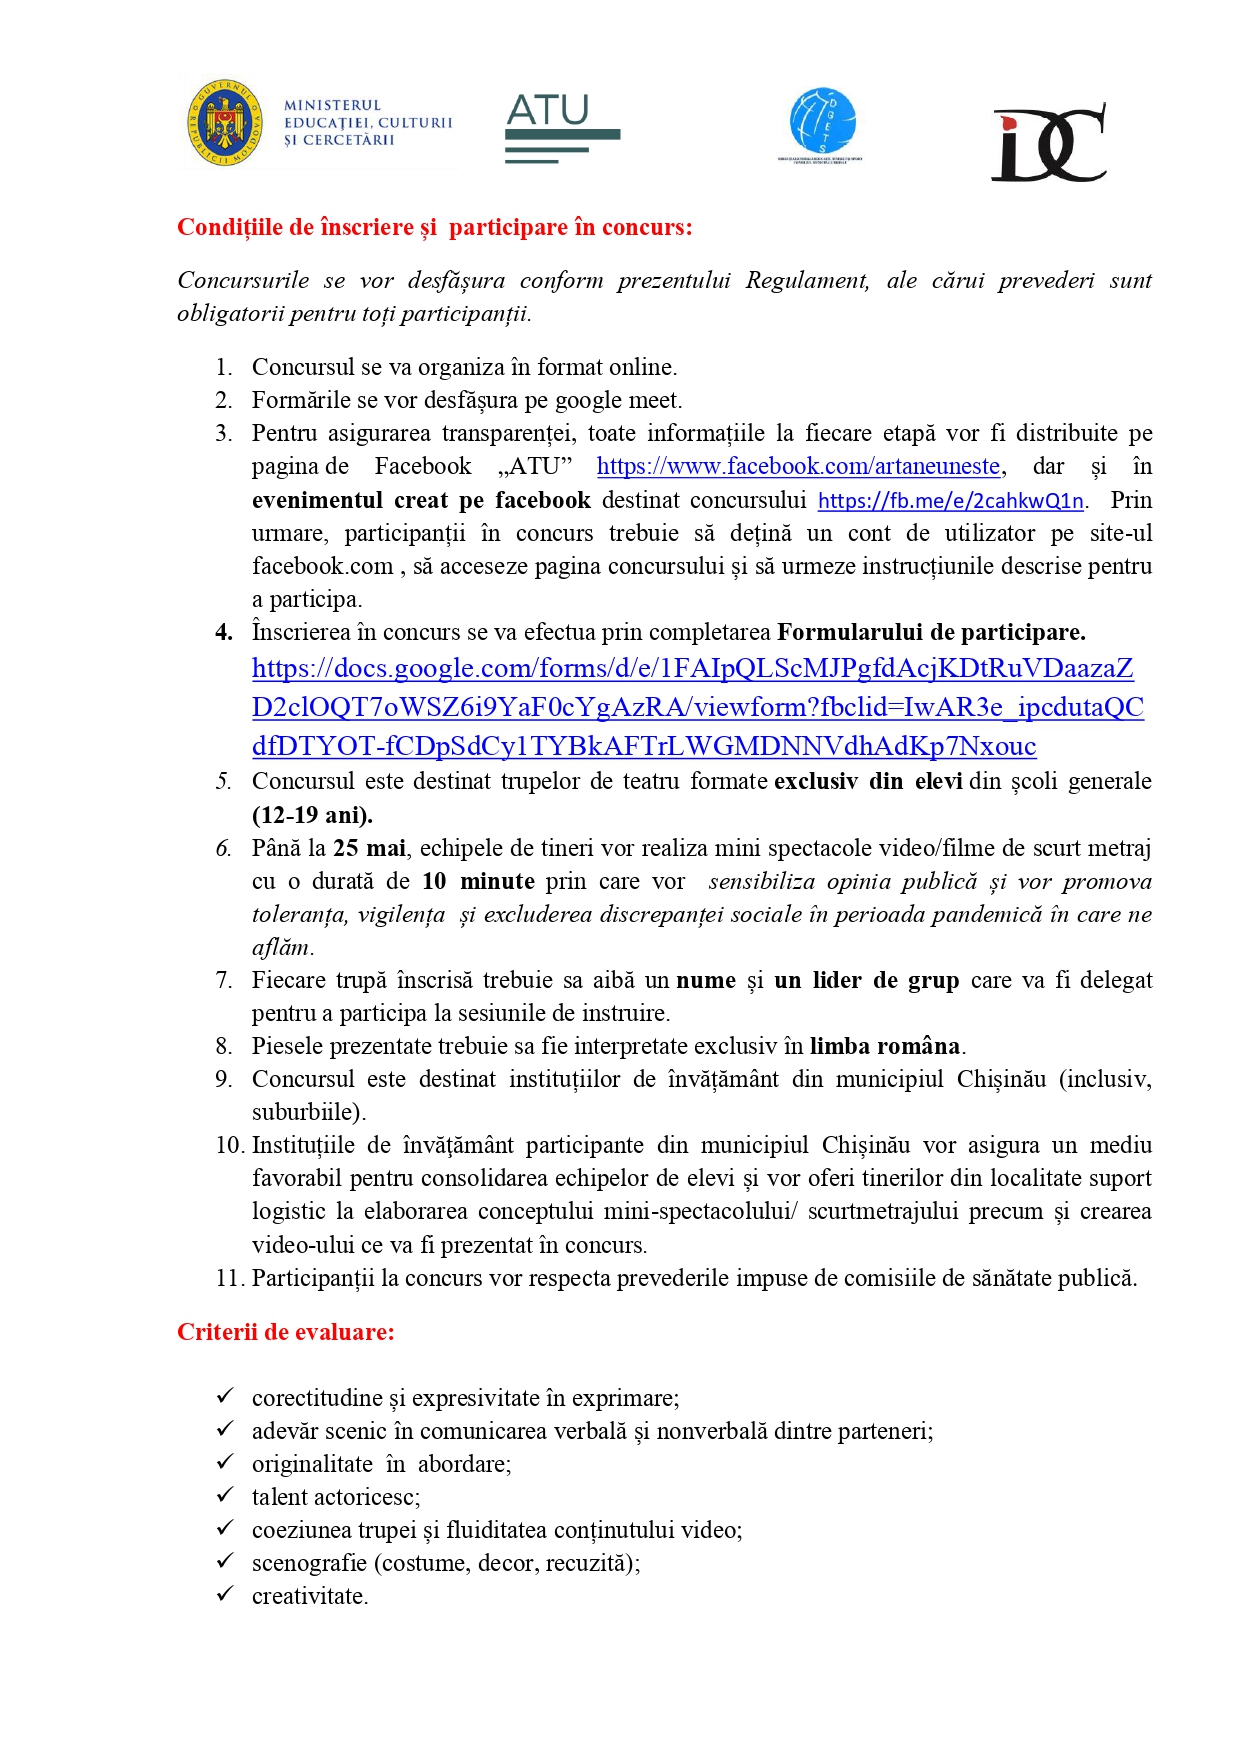 MINISTERUL
EDUCAȚIEI, CULTURII
ȘI CERCETĂRII
ATU
DGETS
IDC
Condițiile de înscriere și  participare în concurs:
Concursurile se vor desfășura conform prezentului Regulament, ale cărui prevederi sunt
obligatorii pentru toți participanții.
1. Concursul se va organiza în format online.
2. Formările se vor desfășura pe google meet.
3. Pentru asigurarea transparenței, toate informațiile la fiecare etapă vor fi distribuite pe
pagina de Facebook „ATU” https://www.facebook.com/artaneuneste, dar și în
evenimentul creat pe facebook destinat concursului https://fb.me/e/2cahkwQ1n.  Prin
urmare, participanții în concurs trebuie să dețină un cont de utilizator pe site-ul
facebook.com , să acceseze pagina concursului și să urmeze instrucțiunile descrise pentru
a participa.
4. Înscrierea în concurs se va efectua prin completarea Formularului de participare.
https://docs.google.com/forms/d/e/1FAIpQLScMJPgfdAcjKDtRuVDaazaZ
D2clOQT7oWSZ6i9YaF0cYgAzRA/viewform?fbclid=IwAR3e_ipcdutaQC
dfDTYOT-fCDpSdCy1TYBkAFTrLWGMDNNVdhAdKp7Nxouc
5. Concursul este destinat trupelor de teatru formate exclusiv din elevi din școli generale
(12-19 ani).
6. Până la 25 mai, echipele de tineri vor realiza mini spectacole video/filme de scurt metraj
cu o durată de 10 minute prin care vor  sensibiliza opinia publică și vor promova
toleranța, vigilența  și excluderea discrepanței sociale în perioada pandemică în care ne
aflăm.
7. Fiecare trupă înscrisă trebuie sa aibă un nume și un lider de grup care va fi delegat
pentru a participa la sesiunile de instruire.
8. Piesele prezentate trebuie sa fie interpretate exclusiv în limba româna.
9. Concursul este destinat instituțiilor de învățământ din municipiul Chișinău (inclusiv,
suburbiile).
10. Instituțiile de învăţământ participante din municipiul Chișinău vor asigura un mediu
favorabil pentru consolidarea echipelor de elevi și vor oferi tinerilor din localitate suport
logistic la elaborarea conceptului mini-spectacolului/ scurtmetrajului precum și crearea
video-ului ce va fi prezentat în concurs.
11. Participanții la concurs vor respecta prevederile impuse de comisiile de sănătate publică.
Criterii de evaluare:
✓ corectitudine și expresivitate în exprimare;
✓ adevăr scenic în comunicarea verbală și nonverbală dintre parteneri;
✓ originalitate  în  abordare;
✓ talent actoricesc;
✓ coeziunea trupei și fluiditatea conținutului video;
✓ scenografie (costume, decor, recuzită);
✓ creativitate.